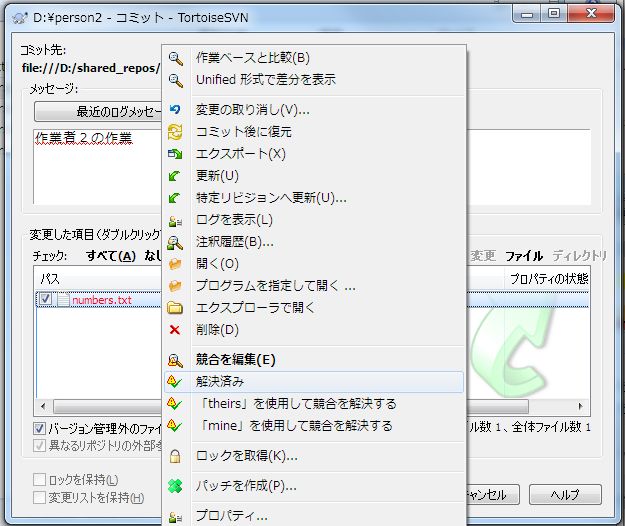 D:¥person2 - コミット - TortoiseSVN
コミット先:
file:///D:/shared_repos/
メッセージ:
最近のログメッセー
作業者２の作業
変更した項目(ダブルクリック
チェック: すべて(A) なし
変更 ファイル ディレクトリ
パス
プロパティの状態
numbers.txt
バージョン管理外のファイ
ル数 1、全体ファイル数 1
異なるリポジトリの外部参
ロックを保持(L)
変更リストを保持(H)
ャンセル
ヘルプ
作業ベースと比較(B)
Unified 形式で差分を表示
変更の取り消し(V)...
コミット後に復元
エクスポート(X)
更新(U)
特定リビジョンへ更新(U)...
ログを表示(L)
注釈履歴(B)...
開く(O)
プログラムを指定して開く ...
エクスプローラで開く
削除(D)
競合を編集(E)
解決済み
「theirs」を使用して競合を解決する
「mine」を使用して競合を解決する
ロックを取得(K)...
パッチを作成(P)...
プロパティ...